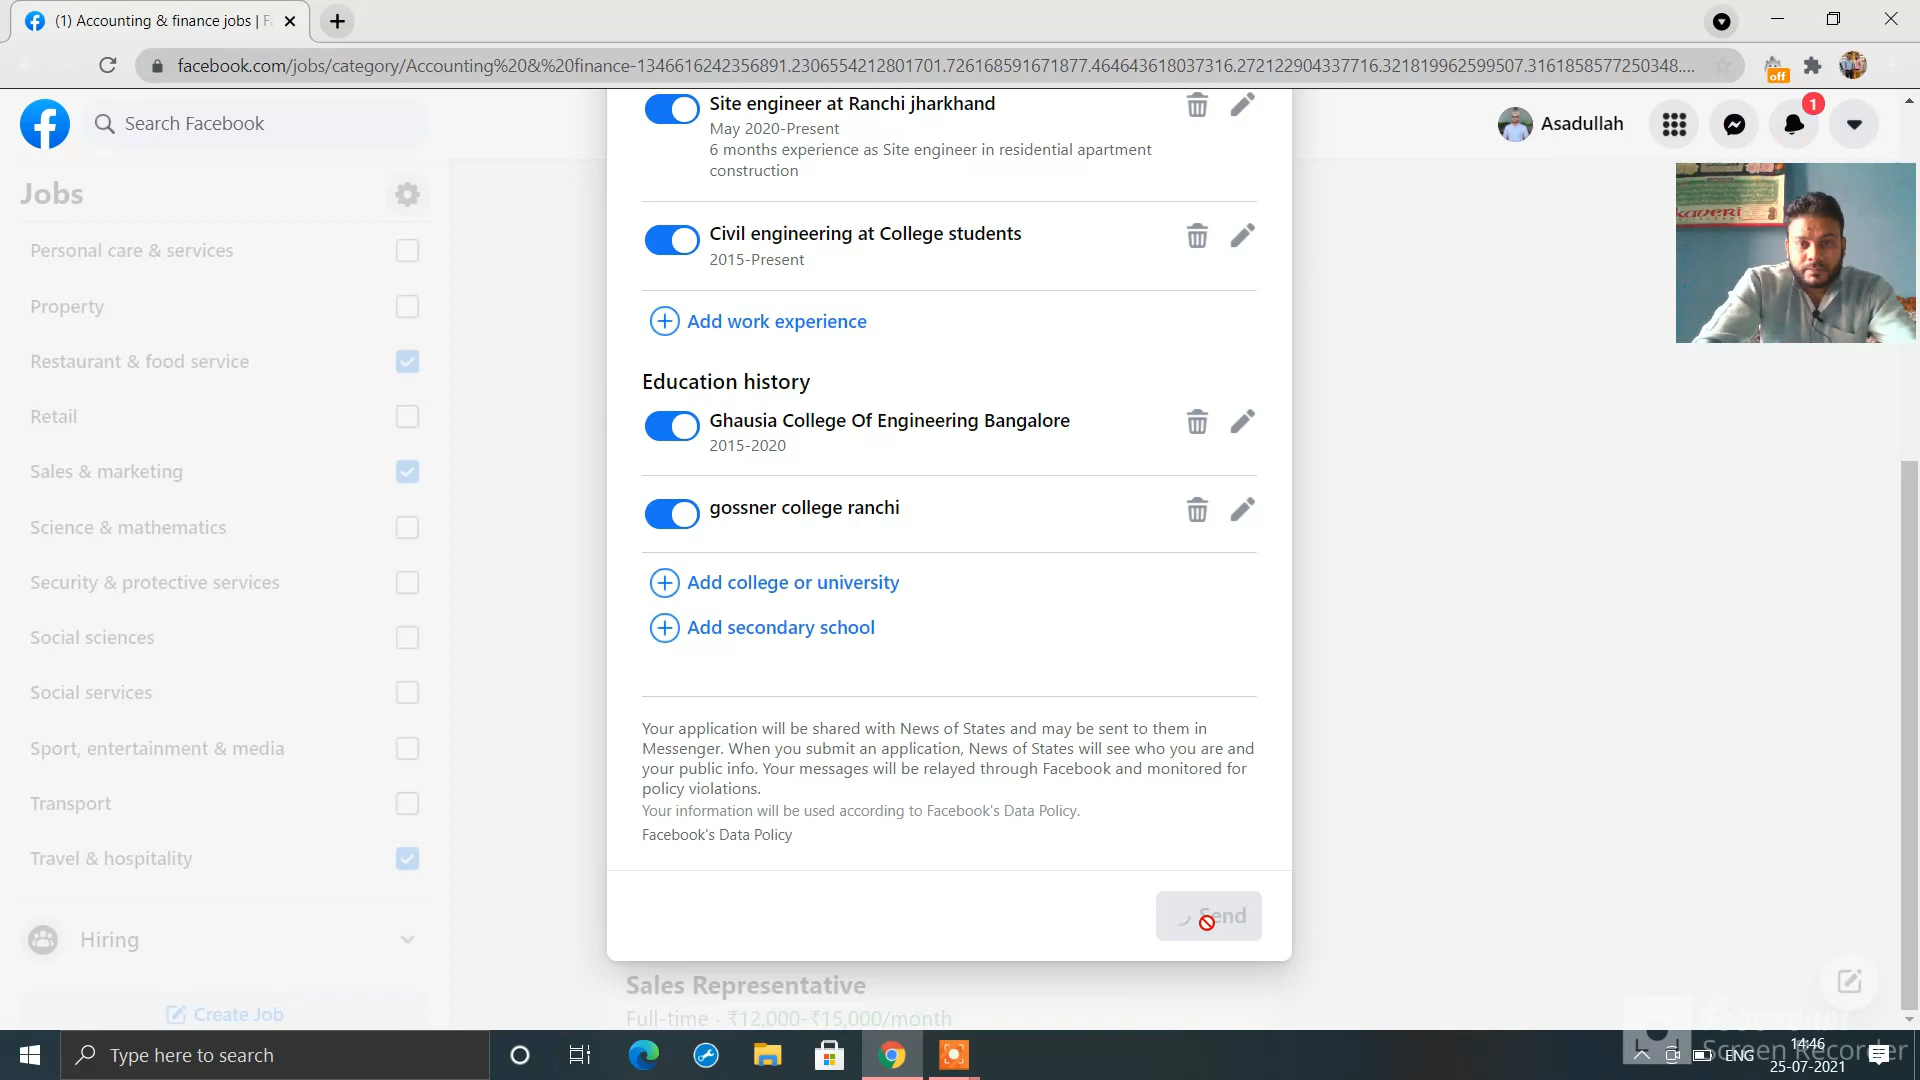 (1) Accounting & finance jobs | F
facebook.com/jobs/category/Accounting%20&%20finance-1346616242356891.2306554212801701.726168591671877.464643618037316.272122904337716.321819962599507.3161858577250348....
off
Search Facebook
Asadullah
1
Jobs
Personal care & services
Property
Restaurant & food service
Retail
Sales & marketing
Science & mathematics
Security & protective services
Social sciences
Social services
Sport, entertainment & media
Transport
Travel & hospitality
Hiring
Create Job
Site engineer at Ranchi jharkhand
May 2020-Present
6 months experience as Site engineer in residential apartment
construction
Civil engineering at College students
2015-Present
Add work experience
Education history
Ghausia College Of Engineering Bangalore
2015-2020
gossner college ranchi
Add college or university
Add secondary school
Your application will be shared with News of States and may be sent to them in
Messenger. When you submit an application, News of States will see who you are and
your public info. Your messages will be relayed through Facebook and monitored for
policy violations.
Your information will be used according to Facebook's Data Policy.
Facebook's Data Policy
Send
Sales Representative
Full-time · ₹12,000-₹15,000/month
KAVERI
Type here to search
Screen Recorder
ENG
14:46
25-07-2021